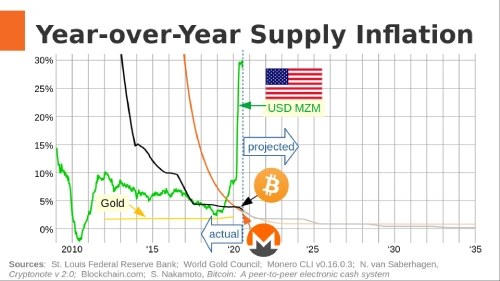 Year-over-Year Supply Inflation
30%
25%
20%
15%
10%
5%
0%
USD MZM
projected
Gold
actual
2010 '15 '20 '25 '30 '35
Sources: St. Louis Federal Reserve Bank; World Gold Council; Monero CLI v0.16.0.3; N. van Saberhagen,
Cryptonote v 2.0; Blockchain.com; S. Nakamoto, Bitcoin: A peer-to-peer electronic cash system